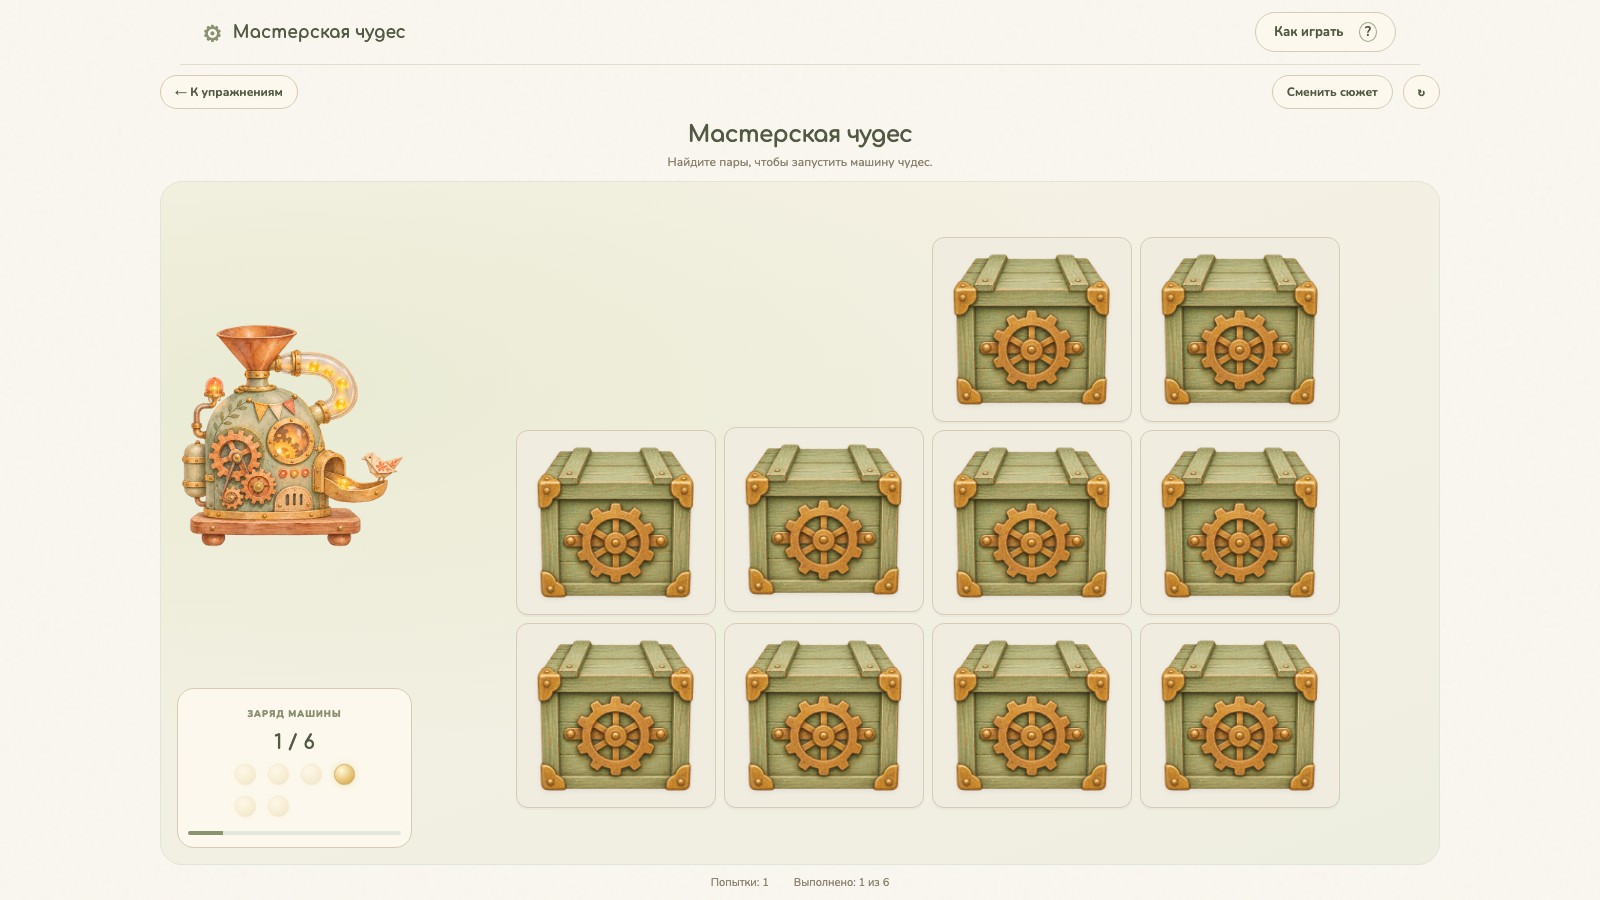 Мастерская чудес
Как играть ?
← К упражнениям
Сменить сюжет ↻
Мастерская чудес
Найдите пары, чтобы запустить машину чудес.
ЗАРЯД МАШИНЫ
1 / 6
Попытки: 1 Выполнено: 1 из 6